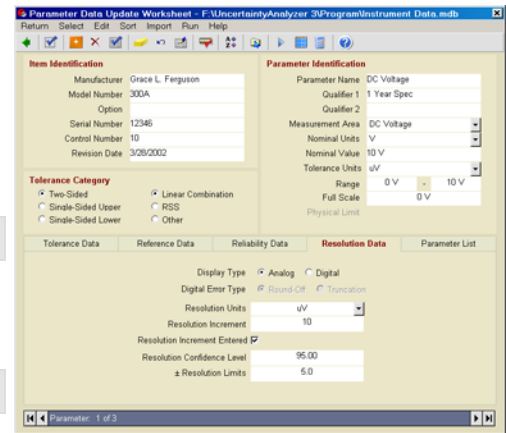 Parameter Data Update Worksheet - F:\UncertaintyAnalyzer 3\Program\Instrument Data.mdb
Return Select Edit Sort Import Run Help
Item Identification
Manufacturer Grace L. Ferguson
Model Number 300A
Option
Serial Number 12346
Control Number 10
Revision Date 3/28/2002
Parameter Identification
Parameter Name DC Voltage
Qualifier 1 1 Year Spec
Qualifier 2
Measurement Area DC Voltage
Nominal Units V
Nominal Value 10 V
Tolerance Units uV
Range 0 V - 10 V
Full Scale 0 V
Physical Limit
Tolerance Category
Two-Sided Linear Combination
Single-Sided Upper RSS
Single-Sided Lower Other
Tolerance Data Reference Data Reliability Data Resolution Data Parameter List
Display Type Analog Digital
Digital Error Type Round-Off Truncation
Resolution Units uV
Resolution Increment 10
Resolution Increment Entered
Resolution Confidence Level 95.00
± Resolution Limits 5.0
Parameter: 1 of 3